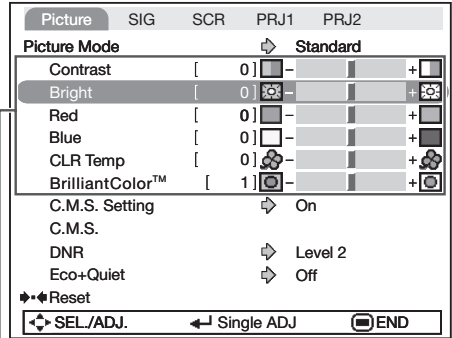 Picture SIG SCR PRJ1 PRJ2
Picture Mode Standard
Contrast [ 0] - +
Bright [ 0] - +
Red [ 0] - +
Blue [ 0] - +
CLR Temp [ 0] - +
BrilliantColor™ [ 1] - +
C.M.S. Setting On
C.M.S.
DNR Level 2
Eco+Quiet Off
Reset
SEL./ADJ. Single ADJ END